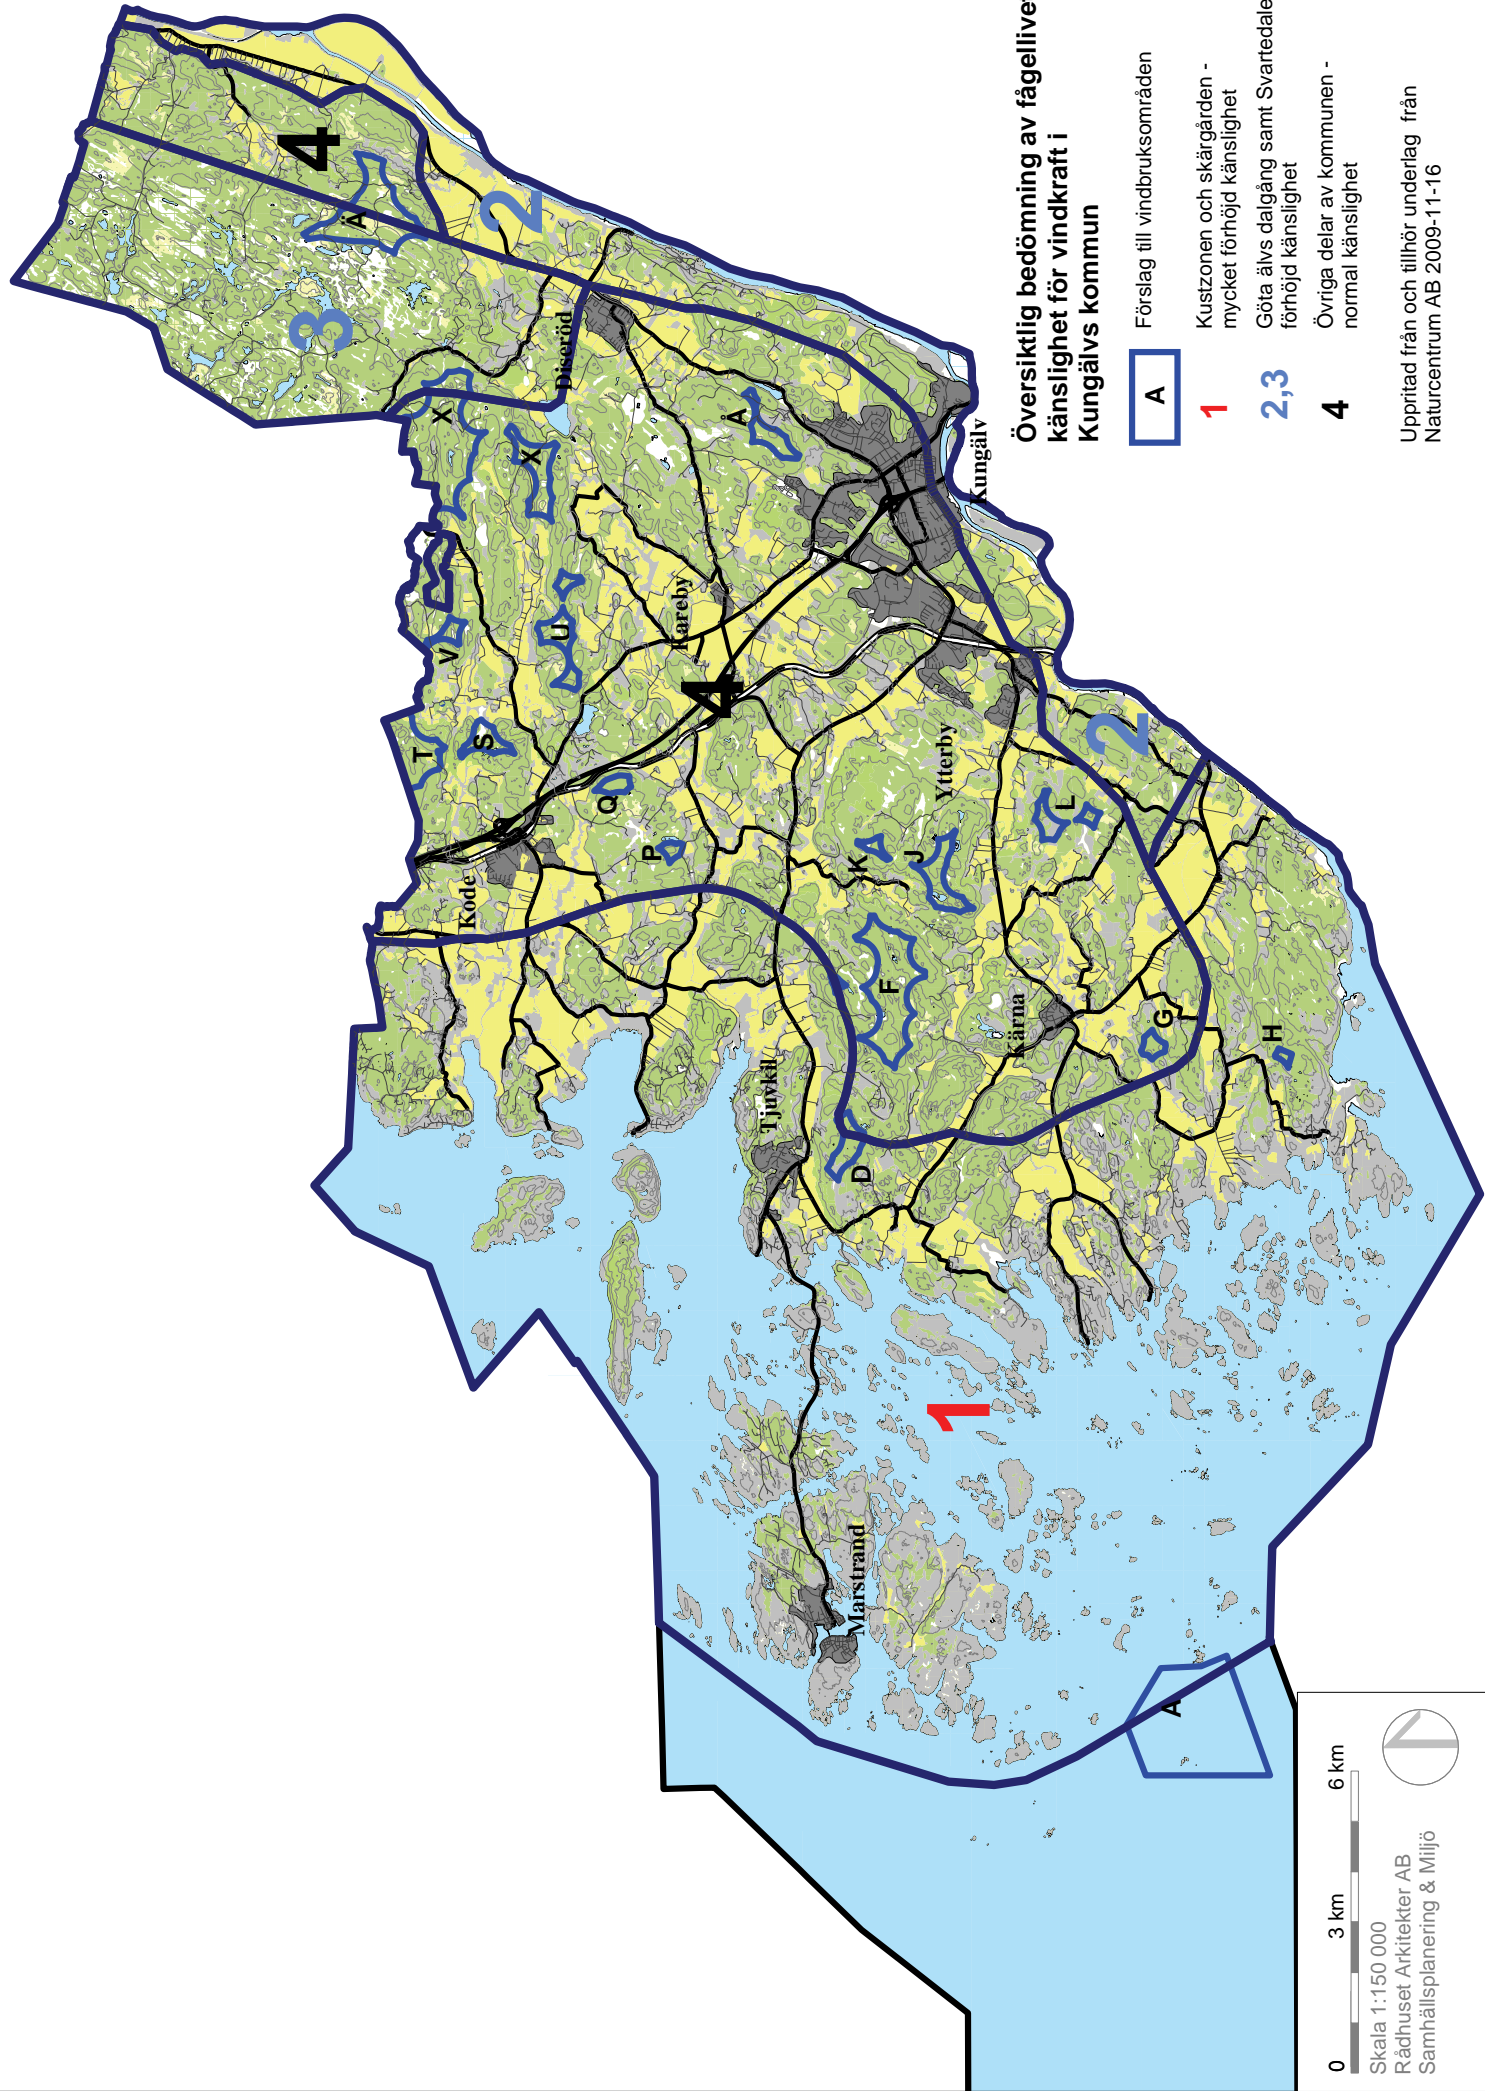 Översiktlig bedömning av fågellivet
känslighet för vindkraft i
Kungälvs kommun
A
Förslag till vindbruksområden
1
Kustzonen och skärgården -
mycket förhöjd känslighet
2,3
Göta älvs dalgång samt Svartedale
förhöjd känslighet
4
Övriga delar av kommunen -
normal känslighet
Uppritad från och tillhör underlag från
Naturcentrum AB 2009-11-16
4
Ä
2
3
Diseröd
X
X
Å
Kungälv
V
U
Kareby
4
T
S
Q
P
Ytterby
2
L
K
J
Kode
F
Kärna
G
H
Tjuvkil
D
1
Marstrand
A
0
3 km
6 km
Skala 1:150 000
Rådhuset Arkitekter AB
Samhällsplanering & Miljö